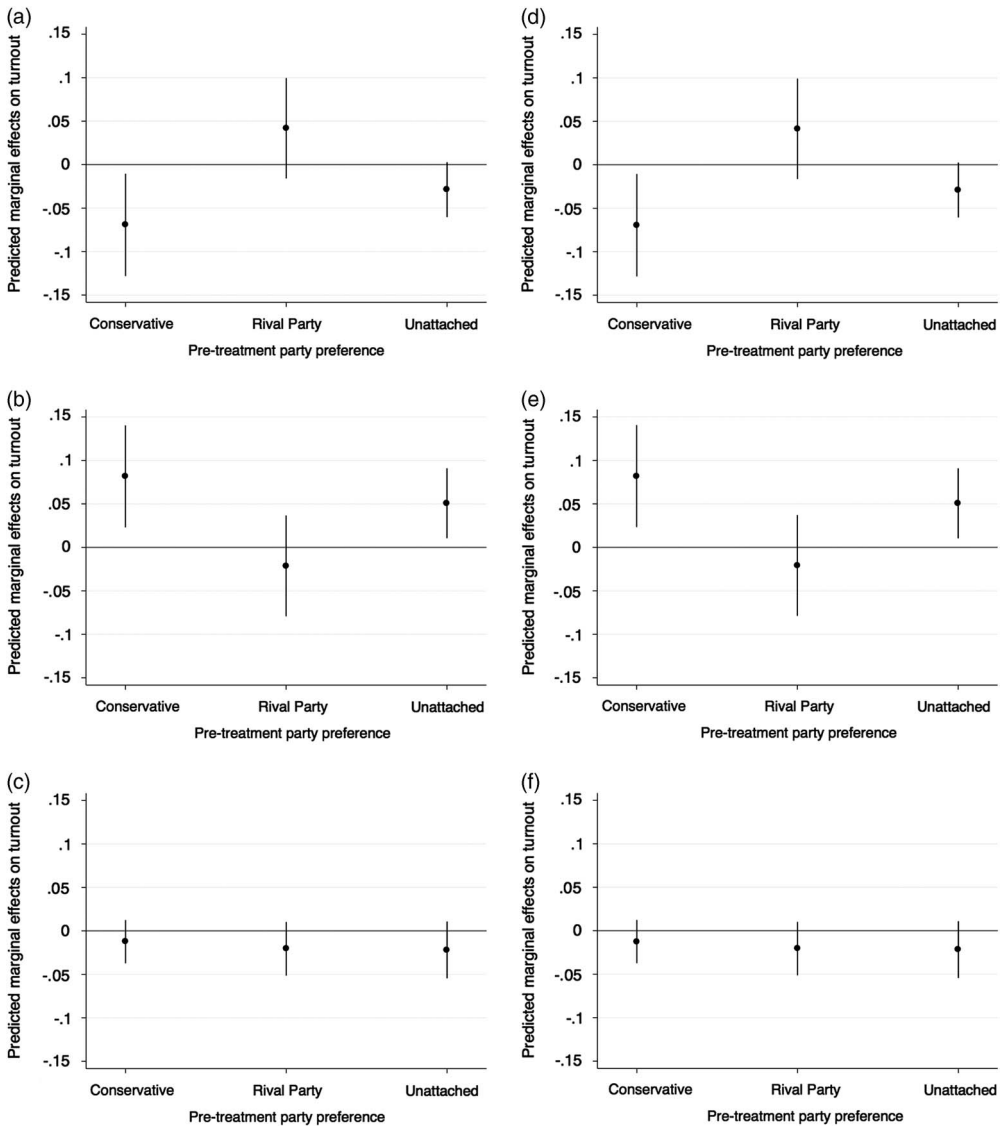 (a)
Predicted marginal effects on turnout
.15
.1
.05
0
-.05
-.1
-.15
Conservative Rival Party Unattached
Pre-treatment party preference
(d)
Predicted marginal effects on turnout
.15
.1
.05
0
-.05
-.1
-.15
Conservative Rival Party Unattached
Pre-treatment party preference
(b)
Predicted marginal effects on turnout
.15
.1
.05
0
-.05
-.1
-.15
Conservative Rival Party Unattached
Pre-treatment party preference
(e)
Predicted marginal effects on turnout
.15
.1
.05
0
-.05
-.1
-.15
Conservative Rival Party Unattached
Pre-treatment party preference
(c)
Predicted marginal effects on turnout
.15
.1
.05
0
-.05
-.1
-.15
Conservative Rival Party Unattached
Pre-treatment party preference
(f)
Predicted marginal effects on turnout
.15
.1
.05
0
-.05
-.1
-.15
Conservative Rival Party Unattached
Pre-treatment party preference